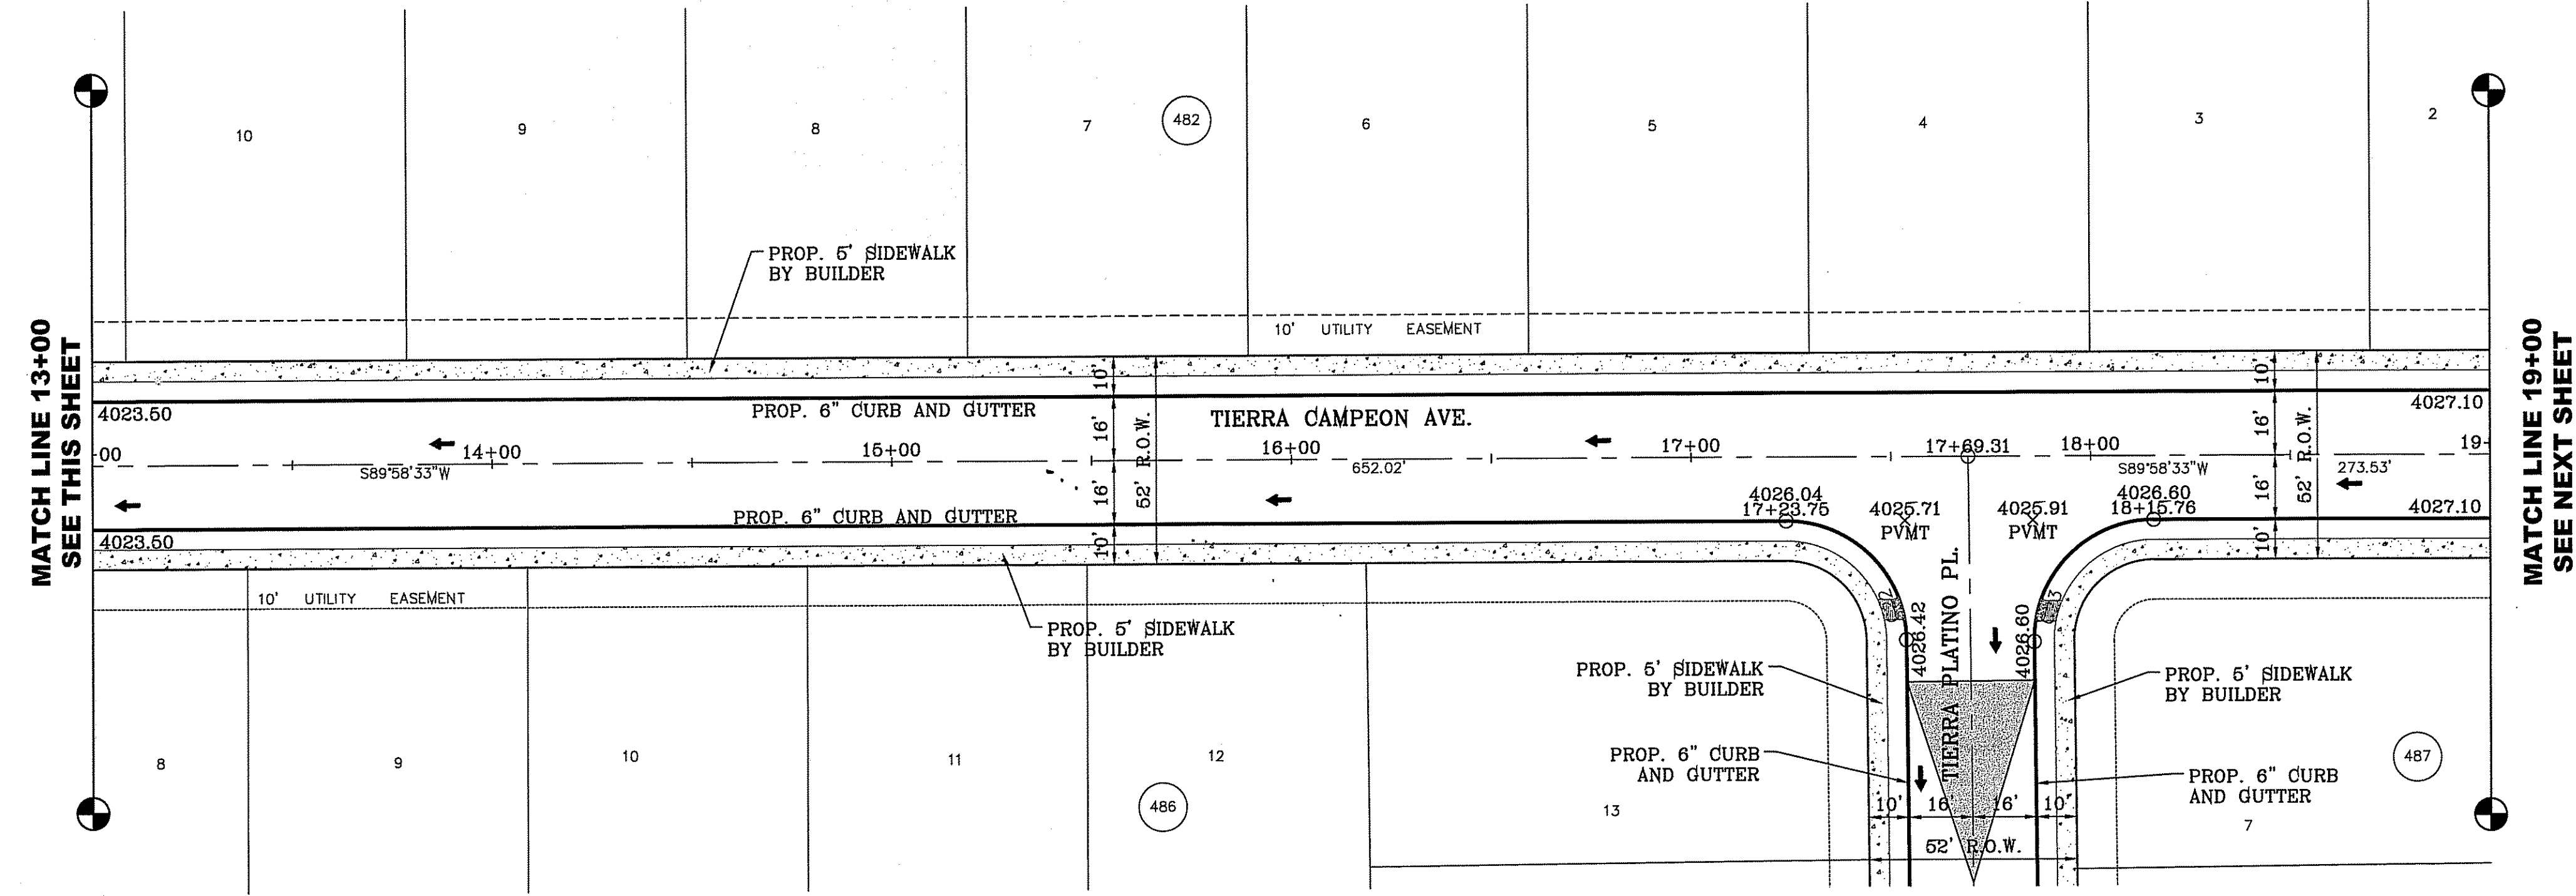 MATCH LINE 13+00
SEE THIS SHEET
10
9
8
7
482
6
5
4
3
2
PROP. 5' SIDEWALK
BY BUILDER
10' UTILITY EASEMENT
10'
10'
4023.50
PROP. 6" CURB AND GUTTER
TIERRA CAMPEON AVE.
4027.10
16'
52' R.O.W.
16'
52' R.O.W.
00
14+00
15+00
16+00
17+00
17+69.31
18+00
19
S89°58'33"W
652.02'
S89°58'33"W
273.53'
16'
16'
4026.04
17+23.75
4025.71
PVMT
4025.91
PVMT
4026.60
18+15.76
4027.10
PROP. 6" CURB AND GUTTER
4023.50
10'
10'
10' UTILITY EASEMENT
PROP. 5' SIDEWALK
BY BUILDER
2
3
4026.42
TIERRA PLATINO PL.
4026.60
PROP. 5' SIDEWALK
BY BUILDER
PROP. 5' SIDEWALK
BY BUILDER
PROP. 6" CURB
AND GUTTER
PROP. 6" CURB
AND GUTTER
8
9
10
11
12
486
13
487
7
10'
16'
16'
10'
52' R.O.W.
MATCH LINE 19+00
SEE NEXT SHEET